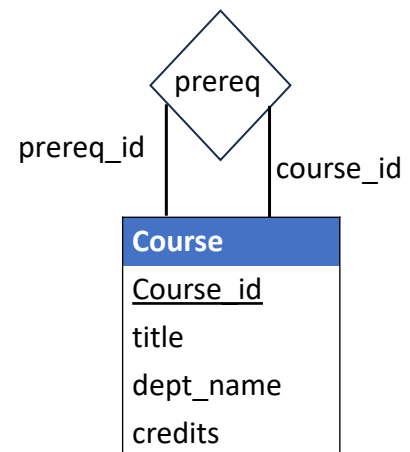 prereq
prereq_id
course_id
Course
Course_id
title
dept_name
credits